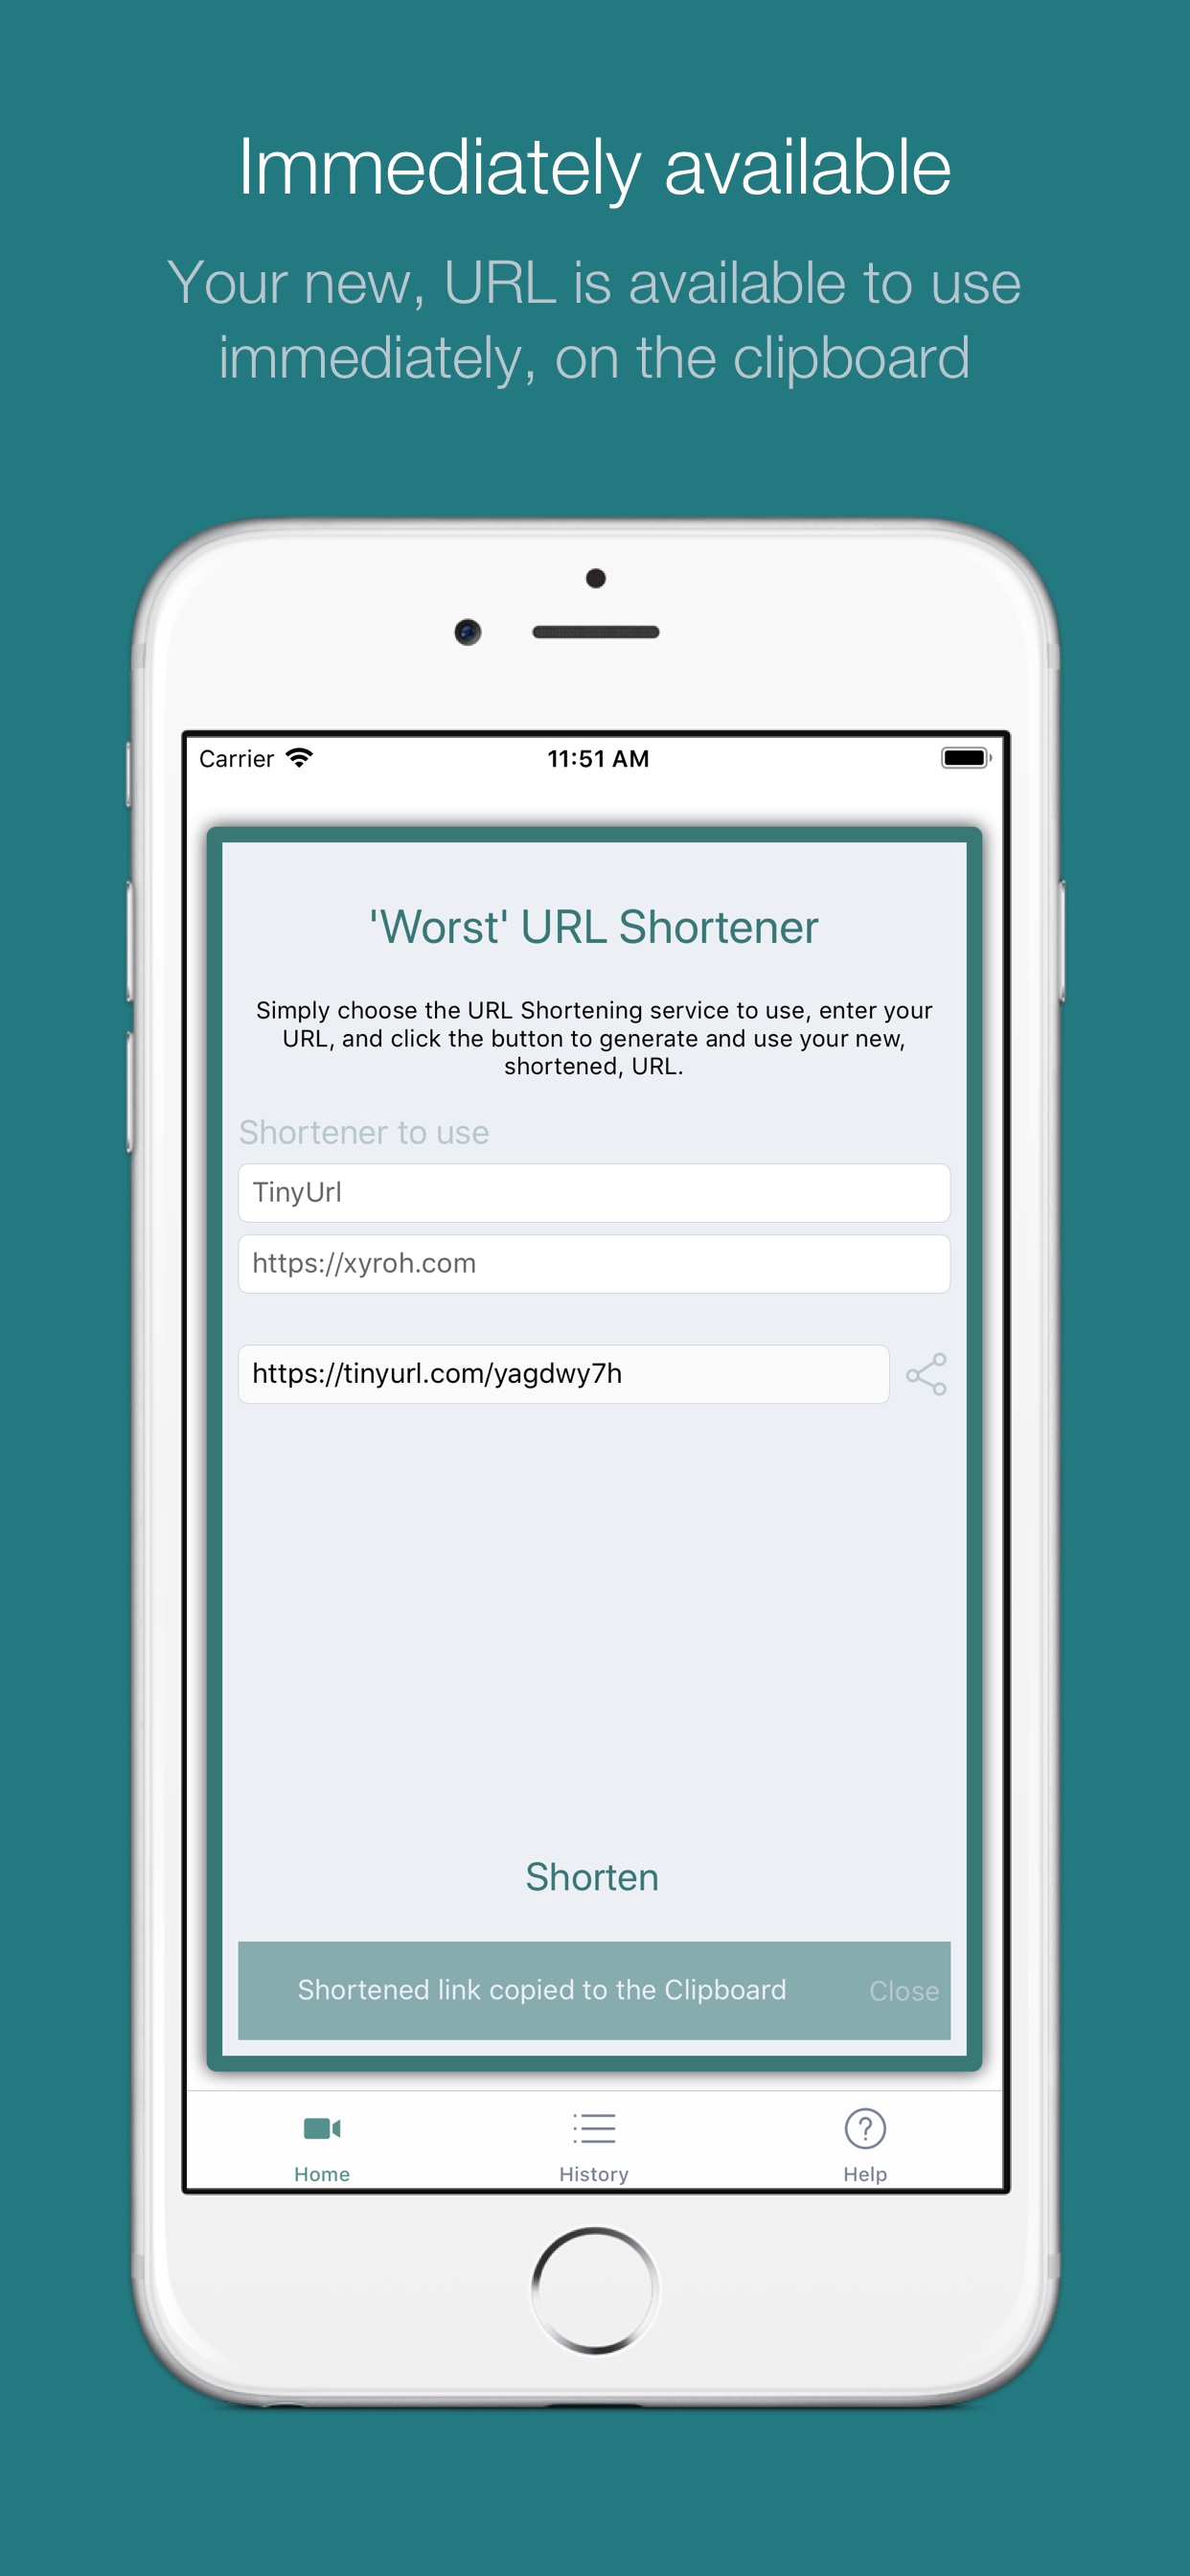 Immediately available
Your new, URL is available to use
immediately, on the clipboard
Carrier
11:51 AM
'Worst' URL Shortener
Simply choose the URL Shortening service to use, enter your
URL, and click the button to generate and use your new,
shortened, URL.
Shortener to use
TinyUrl
https://xyroh.com
https://tinyurl.com/yagdwy7h
Shorten
Shortened link copied to the Clipboard
Close
Home
History
Help